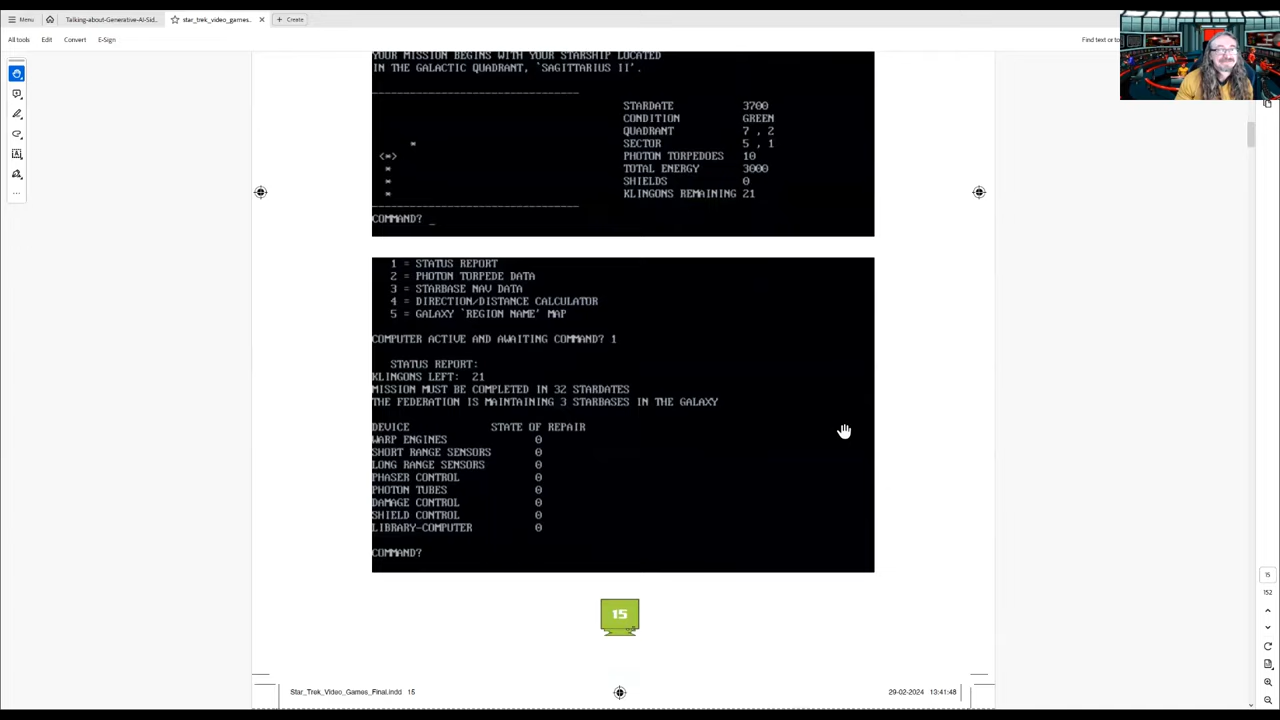 Menu
Talking-about-Generative-AI-Sid...
star_trek_video_games...
Create
All tools
Edit
Convert
E-Sign
Find text or to
YOUR MISSION BEGINS WITH YOUR STARSHIP LOCATED
IN THE GALACTIC QUADRANT, `SAGITTARIUS II'.
-------------------------------
STARDATE 3700
CONDITION GREEN
QUADRANT 7 , 2
* SECTOR 5 , 1
<*> PHOTON TORPEDOES 10
* TOTAL ENERGY 3000
* SHIELDS 0
* KLINGONS REMAINING 21
-------------------------------
COMMAND? _
1 = STATUS REPORT
2 = PHOTON TORPEDE DATA
3 = STARBASE NAV DATA
4 = DIRECTION/DISTANCE CALCULATOR
5 = GALAXY `REGION NAME' MAP
COMPUTER ACTIVE AND AWAITING COMMAND? 1
STATUS REPORT:
KLINGONS LEFT: 21
MISSION MUST BE COMPLETED IN 32 STARDATES
THE FEDERATION IS MAINTAINING 3 STARBASES IN THE GALAXY
DEVICE STATE OF REPAIR
WARP ENGINES 0
SHORT RANGE SENSORS 0
LONG RANGE SENSORS 0
PHASER CONTROL 0
PHOTON TUBES 0
DAMAGE CONTROL 0
SHIELD CONTROL 0
LIBRARY-COMPUTER 0
COMMAND?
15
Star_Trek_Video_Games_Final.indd 15
29-02-2024 13:41:48
15
152